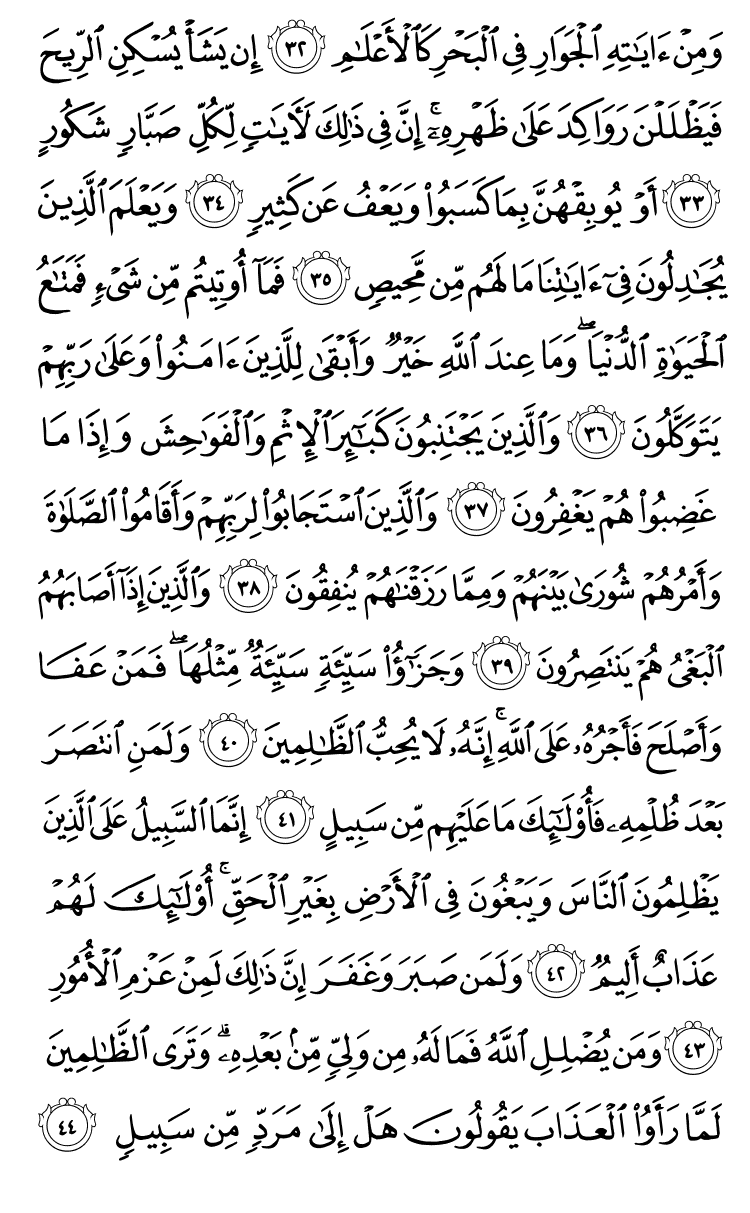 وَمِنْ ءَايَٰتِهِ ٱلْجَوَارِ فِى ٱلْبَحْرِ كَٱلْأَعْلَٰمِ ٣٢ إِن يَشَأْ يُسْكِنِ ٱلرِّيحَ
فَيَظْلَلْنَ رَوَاكِدَ عَلَىٰ ظَهْرِهِۦٓ ۚ إِنَّ فِى ذَٰلِكَ لَءَايَٰتٍ لِّكُلِّ صَبَّارٍ شَكُورٍ
٣٣ أَوْ يُوبِقْهُنَّ بِمَا كَسَبُوا۟ وَيَعْفُ عَن كَثِيرٍ ٣٤ وَيَعْلَمَ ٱلَّذِينَ
يُجَٰدِلُونَ فِىٓ ءَايَٰتِنَا مَا لَهُم مِّن مَّحِيصٍ ٣٥ فَمَآ أُوتِيتُم مِّن شَىْءٍ فَمَتَٰعُ
ٱلْحَيَوٰةِ ٱلدُّنْيَا ۖ وَمَا عِندَ ٱللَّهِ خَيْرٌ وَأَبْقَىٰ لِلَّذِينَ ءَامَنُوا۟ وَعَلَىٰ رَبِّهِمْ
يَتَوَكَّلُونَ ٣٦ وَٱلَّذِينَ يَجْتَنِبُونَ كَبَٰٓئِرَ ٱلْإِثْمِ وَٱلْفَوَٰحِشَ وَإِذَا مَا
غَضِبُوا۟ هُمْ يَغْفِرُونَ ٣٧ وَٱلَّذِينَ ٱسْتَجَابُوا۟ لِرَبِّهِمْ وَأَقَامُوا۟ ٱلصَّلَوٰةَ
وَأَمْرُهُمْ شُورَىٰ بَيْنَهُمْ وَمِمَّا رَزَقْنَٰهُمْ يُنفِقُونَ ٣٨ وَٱلَّذِينَ إِذَآ أَصَابَهُمُ
ٱلْبَغْىُ هُمْ يَنتَصِرُونَ ٣٩ وَجَزَٰٓؤُا۟ سَيِّئَةٍ سَيِّئَةٌ مِّثْلُهَا ۖ فَمَنْ عَفَا
وَأَصْلَحَ فَأَجْرُهُۥ عَلَى ٱللَّهِ ۚ إِنَّهُۥ لَا يُحِبُّ ٱلظَّٰلِمِينَ ٤٠ وَلَمَنِ ٱنتَصَرَ
بَعْدَ ظُلْمِهِۦ فَأُو۟لَٰٓئِكَ مَا عَلَيْهِم مِّن سَبِيلٍ ٤١ إِنَّمَا ٱلسَّبِيلُ عَلَى ٱلَّذِينَ
يَظْلِمُونَ ٱلنَّاسَ وَيَبْغُونَ فِى ٱلْأَرْضِ بِغَيْرِ ٱلْحَقِّ ۚ أُو۟لَٰٓئِكَ لَهُمْ
عَذَابٌ أَلِيمٌ ٤٢ وَلَمَن صَبَرَ وَغَفَرَ إِنَّ ذَٰلِكَ لَمِنْ عَزْمِ ٱلْأُمُورِ
٤٣ وَمَن يُضْلِلِ ٱللَّهُ فَمَا لَهُۥ مِن وَلِىٍّ مِّنۢ بَعْدِهِۦ ۗ وَتَرَى ٱلظَّٰلِمِينَ
لَمَّا رَأَوُا۟ ٱلْعَذَابَ يَقُولُونَ هَلْ إِلَىٰ مَرَدٍّ مِّن سَبِيلٍ ٤٤